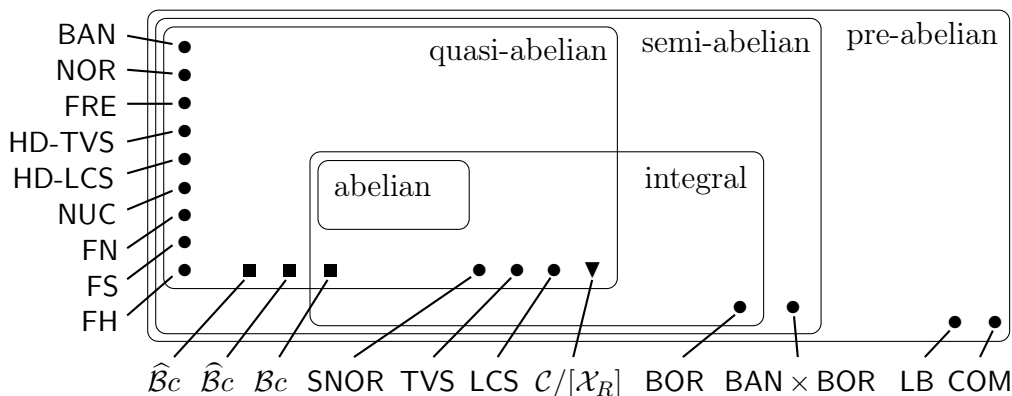 BAN
NOR
FRE
HD-TVS
HD-LCS
NUC
FN
FS
FH
quasi-abelian
semi-abelian
pre-abelian
abelian
integral
$\widehat{\mathcal{B}}c$ $\widehat{\mathcal{B}}c$ $\mathcal{B}c$ SNOR TVS LCS $\mathcal{C}/[\mathcal{X}_R]$ BOR BAN × BOR LB COM